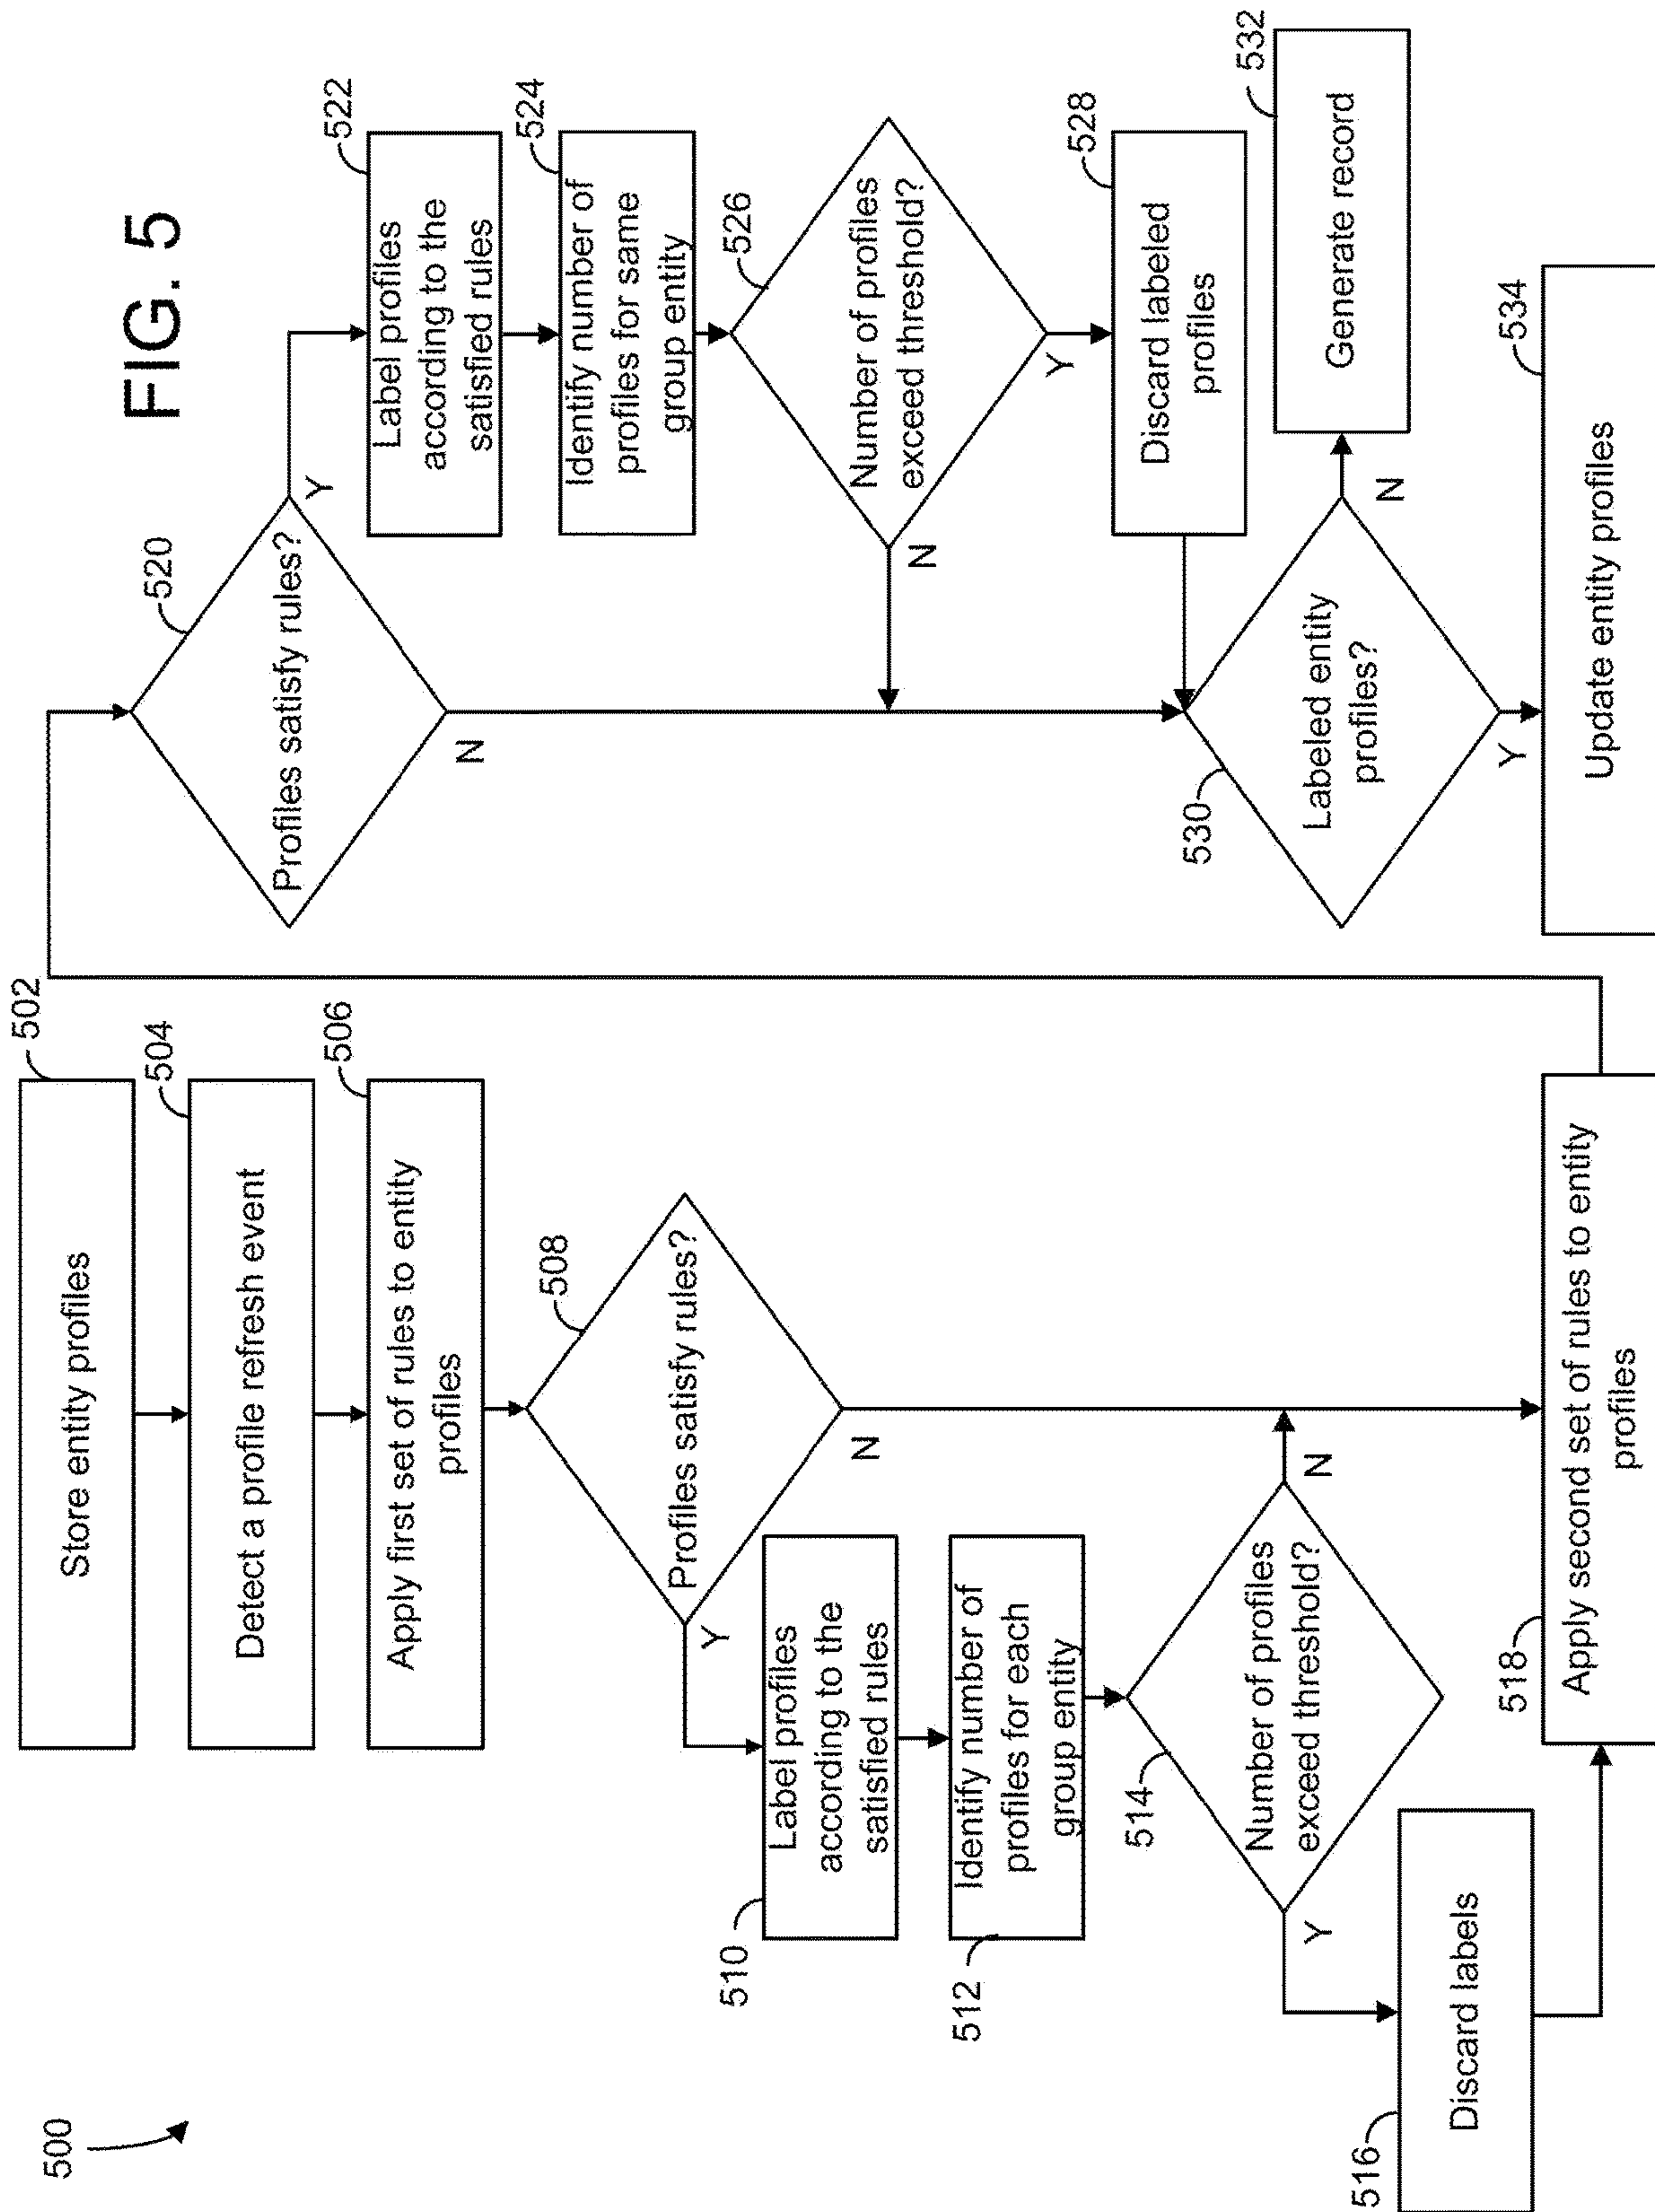 FIG. 5
500
502
Store entity profiles
504
Detect a profile refresh event
506
Apply first set of rules to entity
profiles
508
Profiles satisfy rules?
Y
N
510
Label profiles
according to the
satisfied rules
512
Identify number of
profiles for each
group entity
514
Number of profiles
exceed threshold?
Y
N
516
Discard labels
518
Apply second set of rules to entity
profiles
520
Profiles satisfy rules?
Y
N
522
Label profiles
according to the
satisfied rules
524
Identify number of
profiles for same
group entity
526
Number of profiles
exceed threshold?
N
Y
528
Discard labeled
profiles
530
Labeled entity
profiles?
N
Y
532
Generate record
534
Update entity profiles